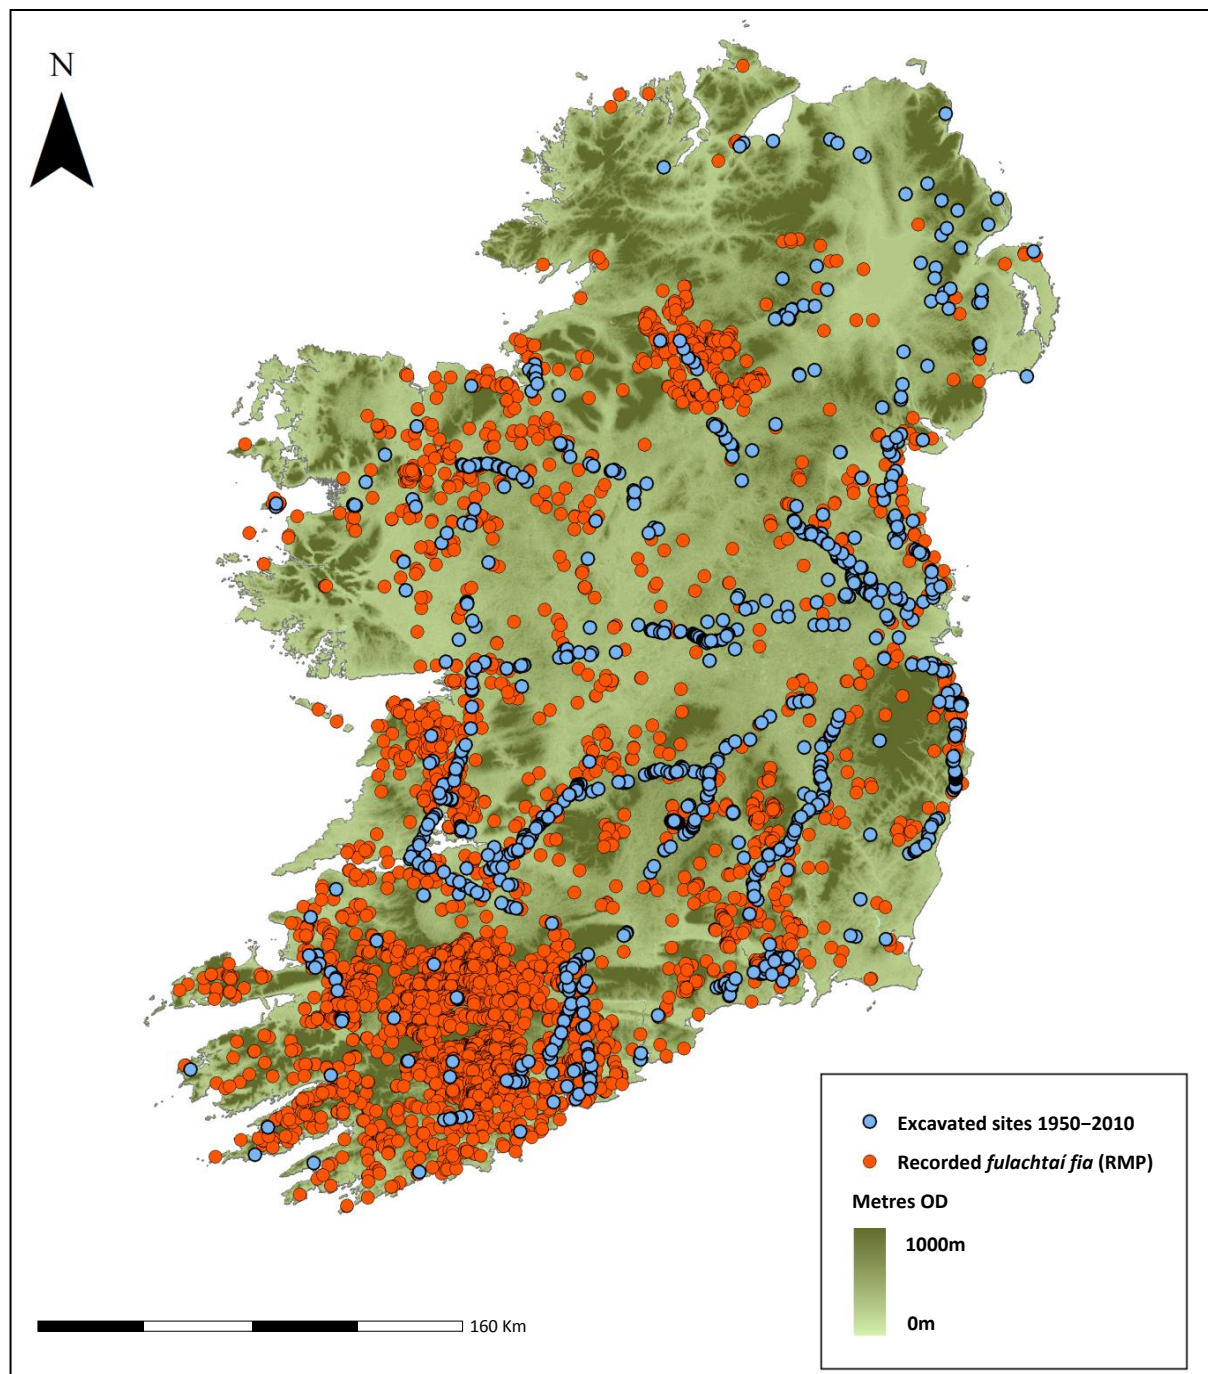 N
Excavated sites 1950–2010
Recorded fulachtaí fia (RMP)
Metres OD
1000m
0m
160 Km